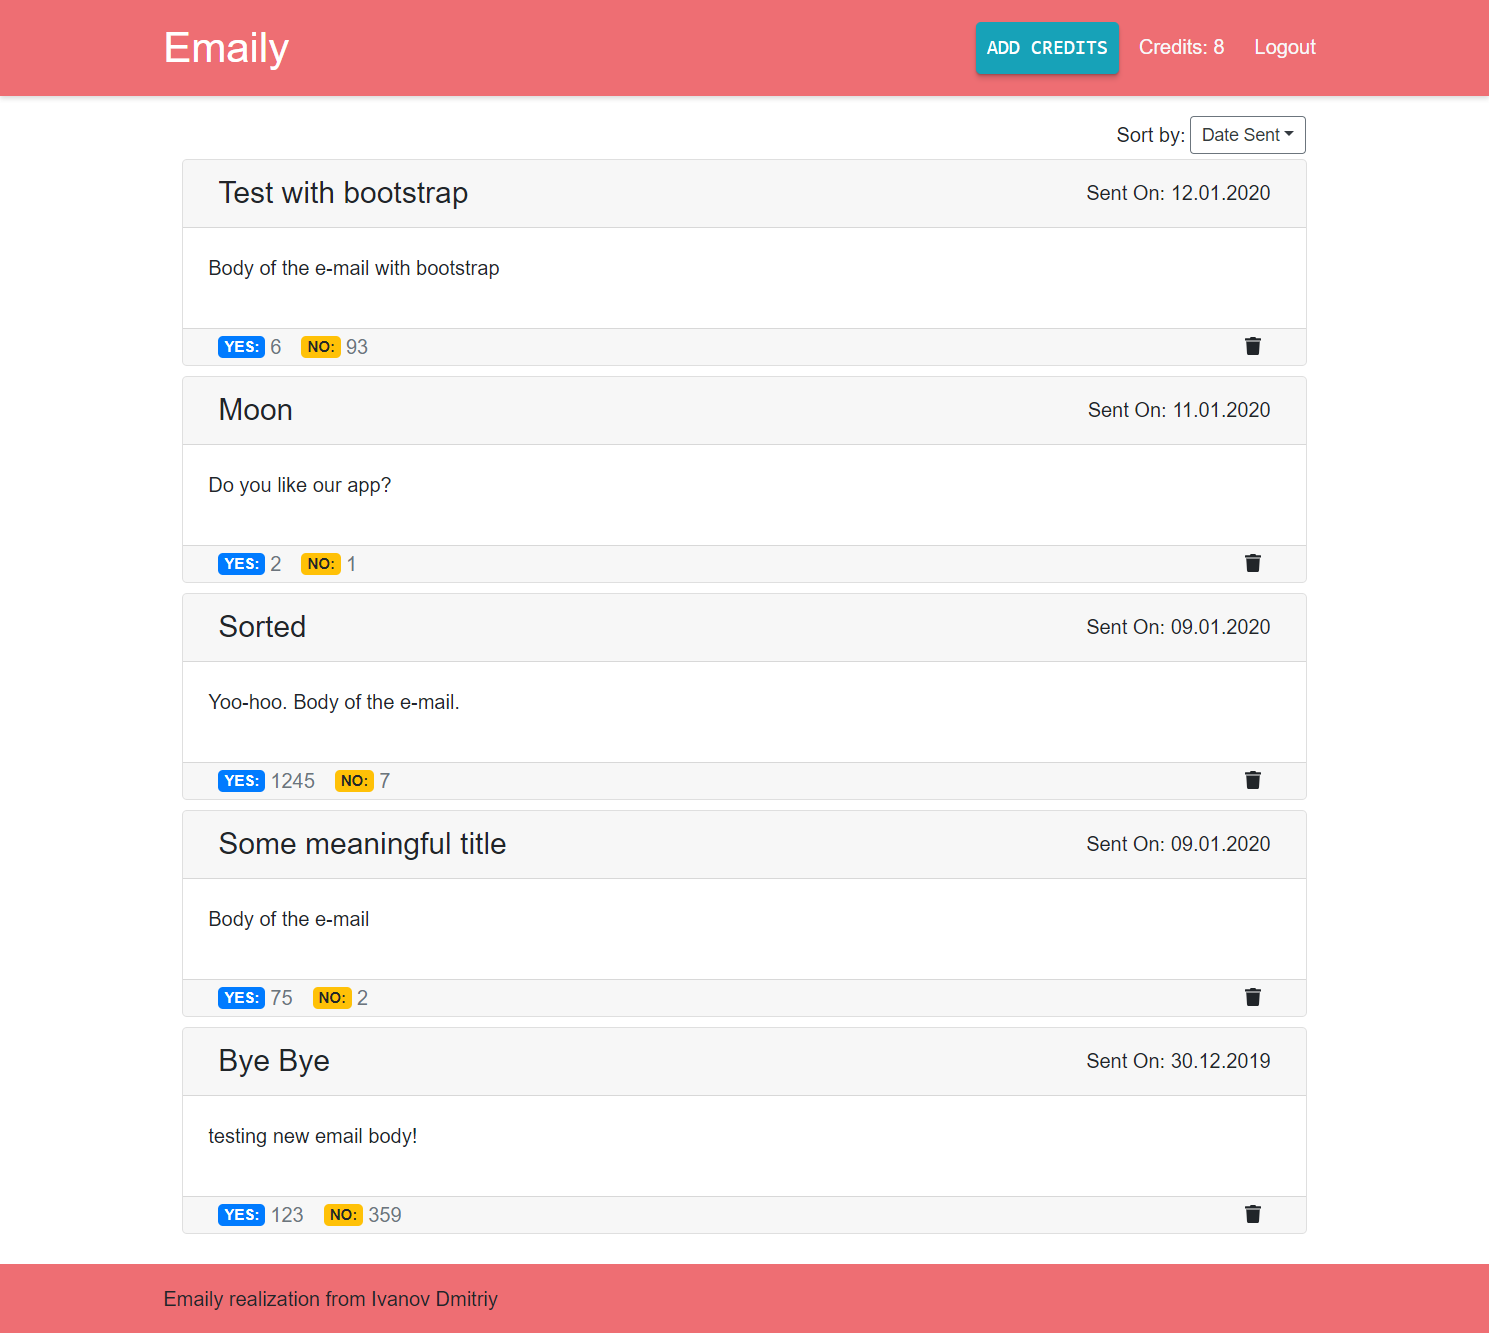 Emaily
ADD CREDITS Credits: 8 Logout
Sort by: Date Sent
Test with bootstrap Sent On: 12.01.2020
Body of the e-mail with bootstrap
YES: 6 NO: 93
Moon Sent On: 11.01.2020
Do you like our app?
YES: 2 NO: 1
Sorted Sent On: 09.01.2020
Yoo-hoo. Body of the e-mail.
YES: 1245 NO: 7
Some meaningful title Sent On: 09.01.2020
Body of the e-mail
YES: 75 NO: 2
Bye Bye Sent On: 30.12.2019
testing new email body!
YES: 123 NO: 359
Emaily realization from Ivanov Dmitriy